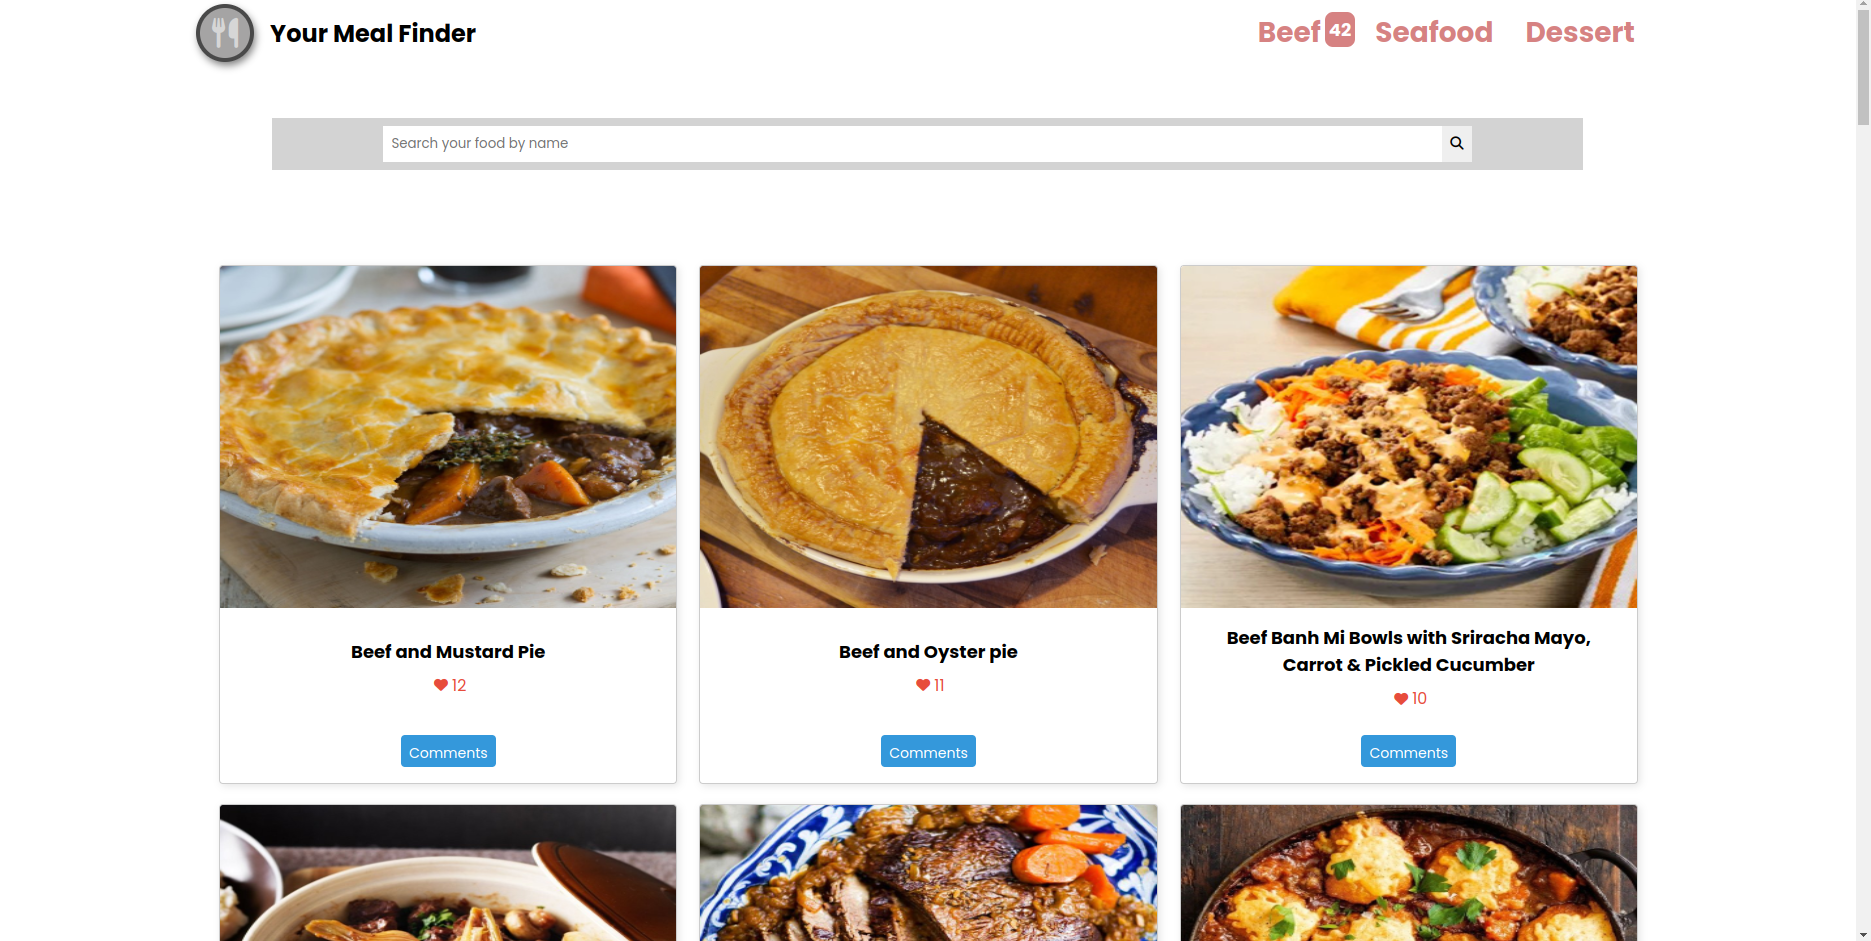 Your Meal Finder
Beef 42 Seafood Dessert
Search your food by name
Beef and Mustard Pie
12
Comments
Beef and Oyster pie
11
Comments
Beef Banh Mi Bowls with Sriracha Mayo,
Carrot & Pickled Cucumber
10
Comments